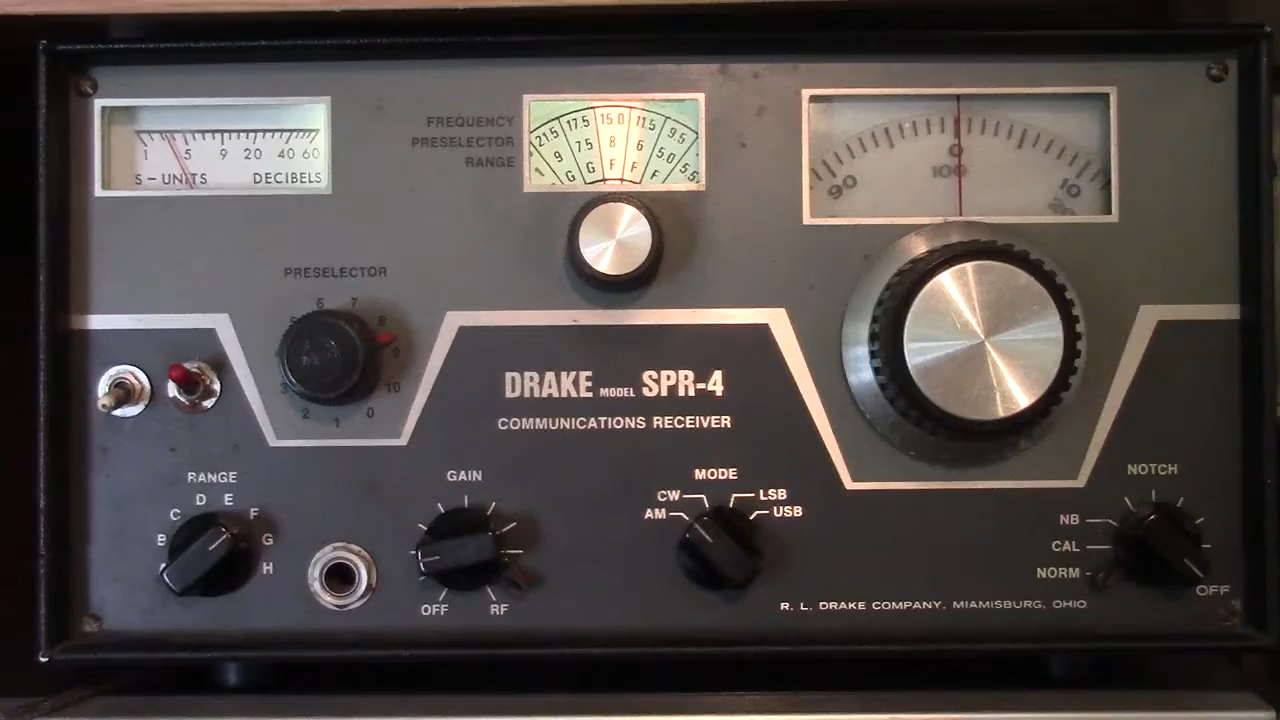 FREQUENCY
PRESELECTOR
RANGE
21.5 17.5 15.0 11.5 9.5
9 7.5 8 6 5.0 5.5
G G F F F
1 5 9 20 40 60
S-UNITS DECIBELS
90 100 0 10 20
PRESELECTOR
0 1 2 3 6 7 8 9 10
DRAKE MODEL SPR-4
COMMUNICATIONS RECEIVER
RANGE
B C D E F G H
GAIN
OFF RF
MODE
AM CW LSB USB
NOTCH
NB
CAL
NORM
OFF
R. L. DRAKE COMPANY, MIAMISBURG, OHIO